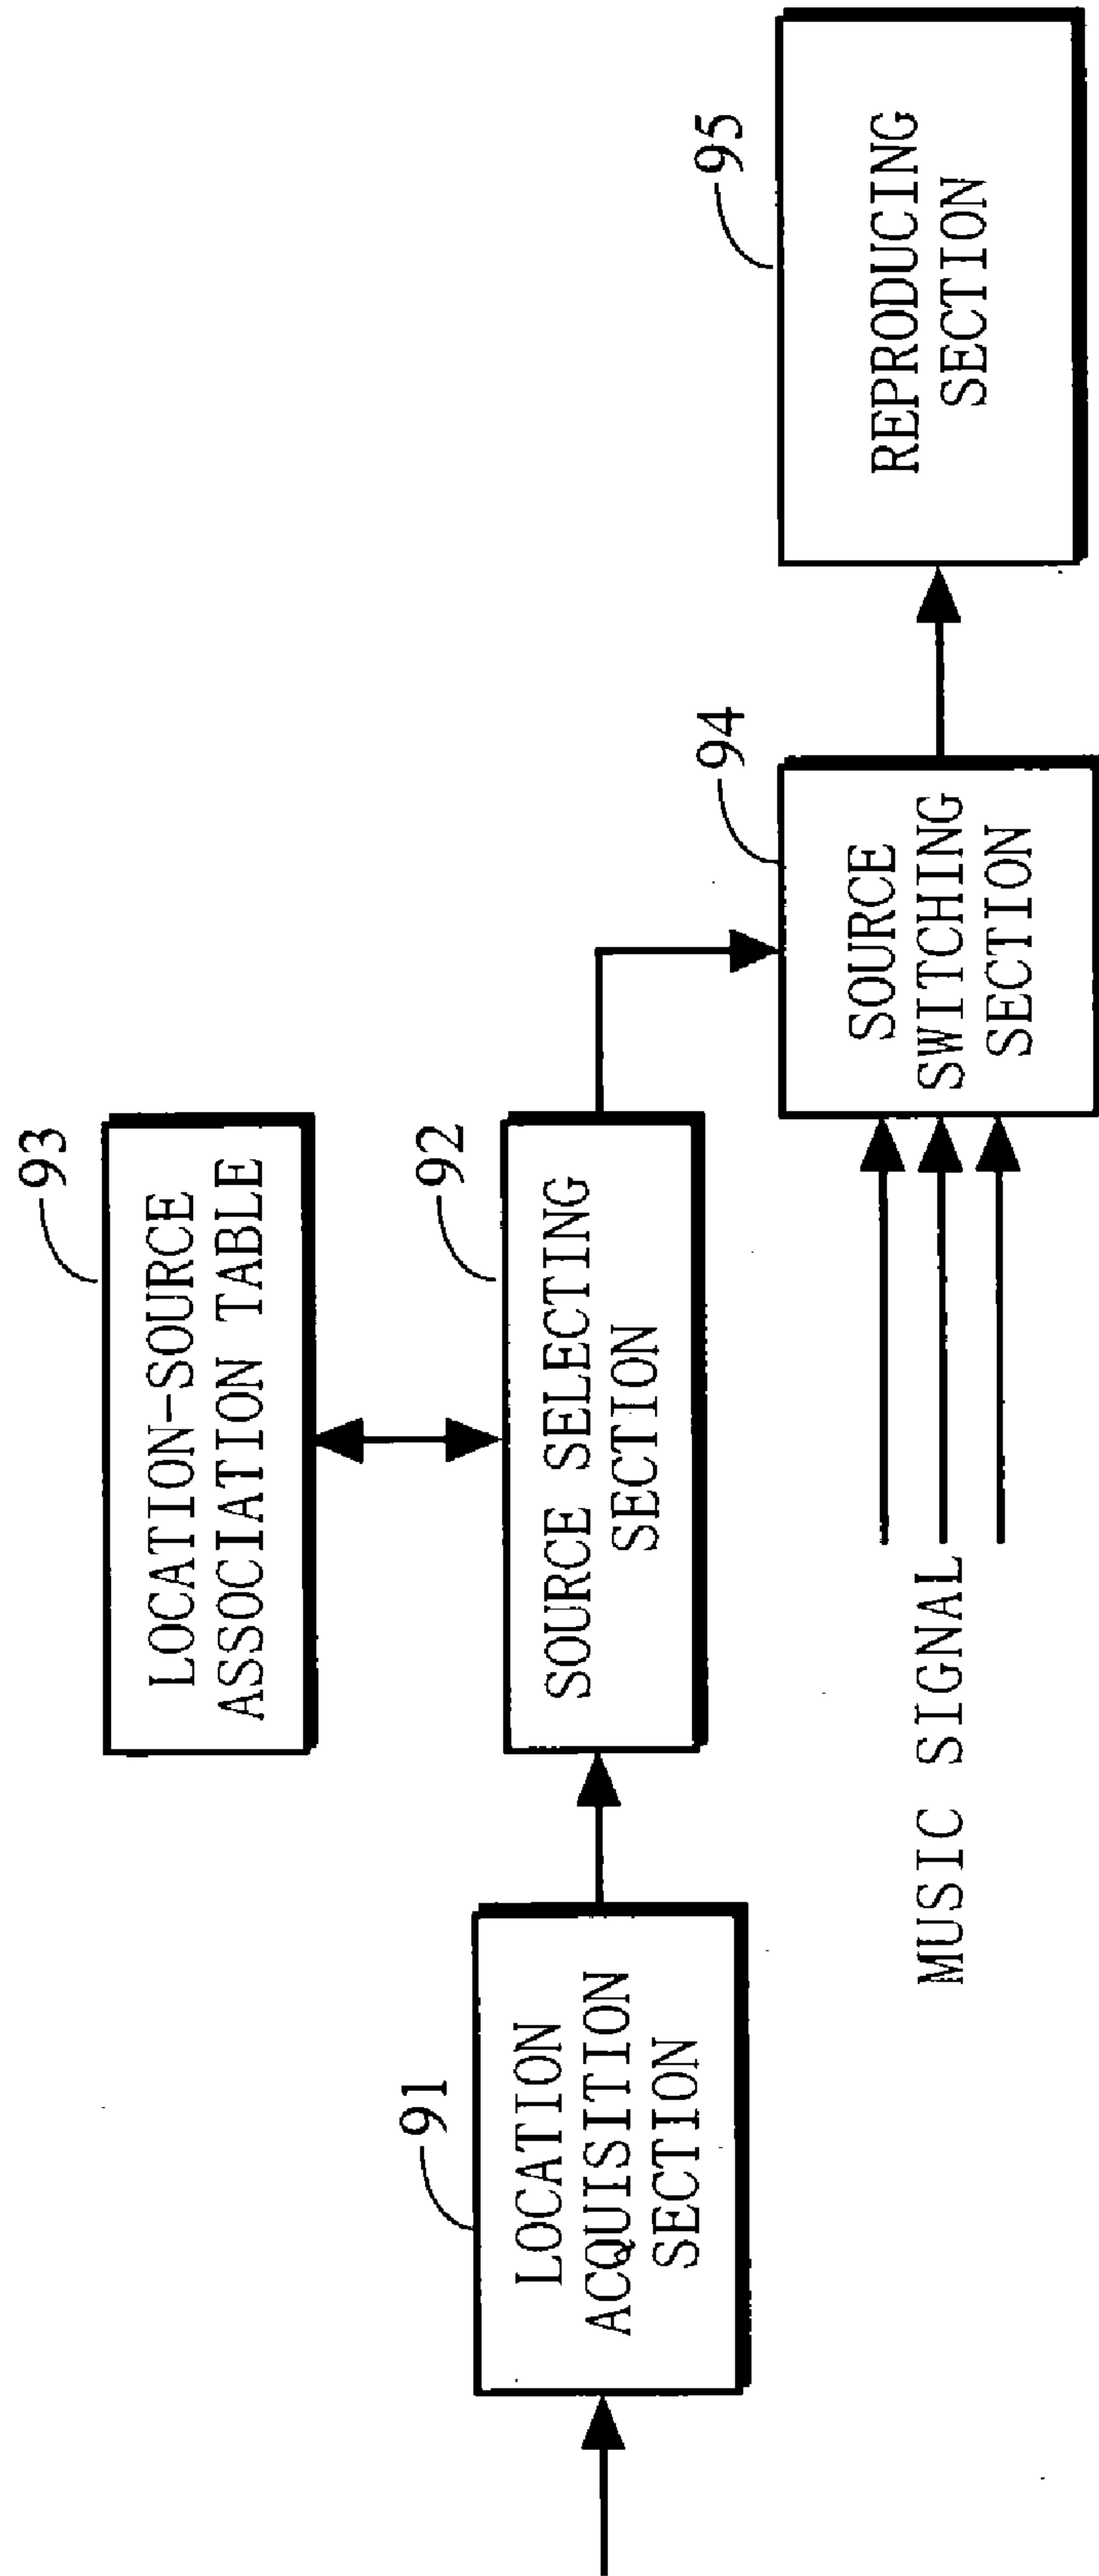 93
LOCATION-SOURCE
ASSOCIATION TABLE
91
LOCATION
ACQUISITION
SECTION
92
SOURCE SELECTING
SECTION
94
SOURCE
SWITCHING
SECTION
95
REPRODUCING
SECTION
MUSIC SIGNAL